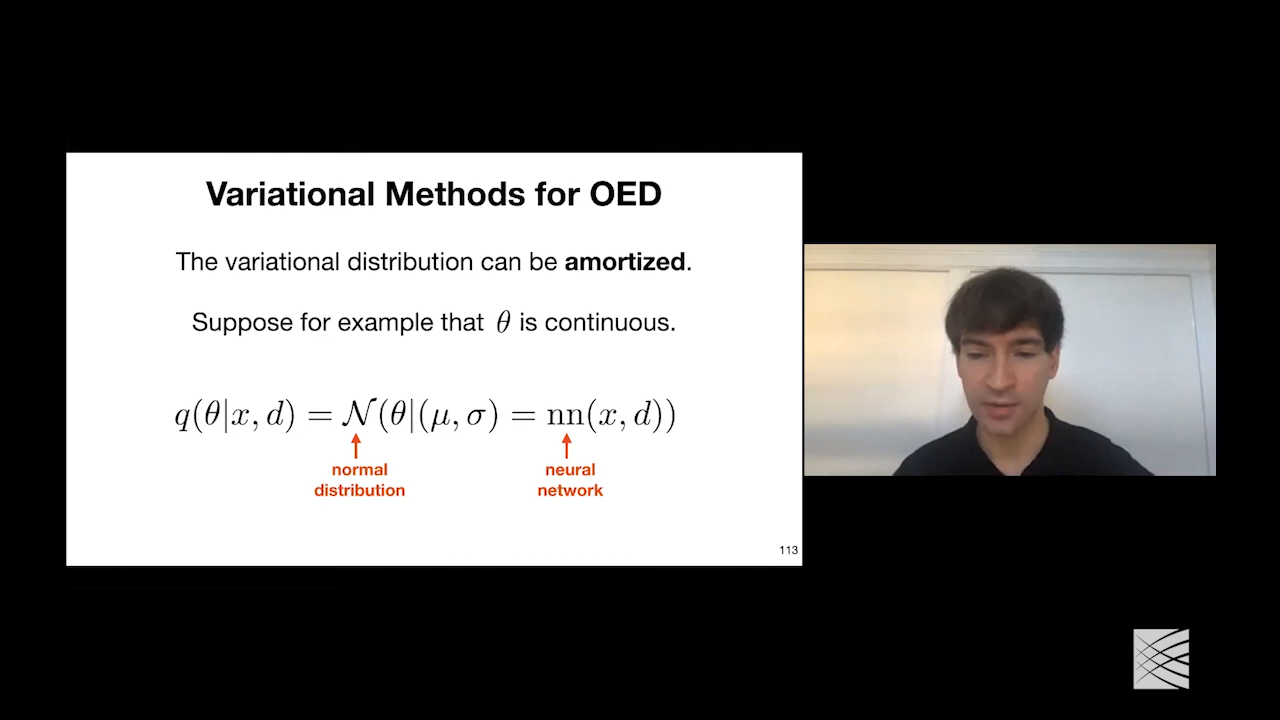 Variational Methods for OED
The variational distribution can be amortized.
Suppose for example that θ is continuous.
q(θ|x, d) = 𝒩(θ|(μ, σ) = nn(x, d))
normal
distribution
neural
network
113